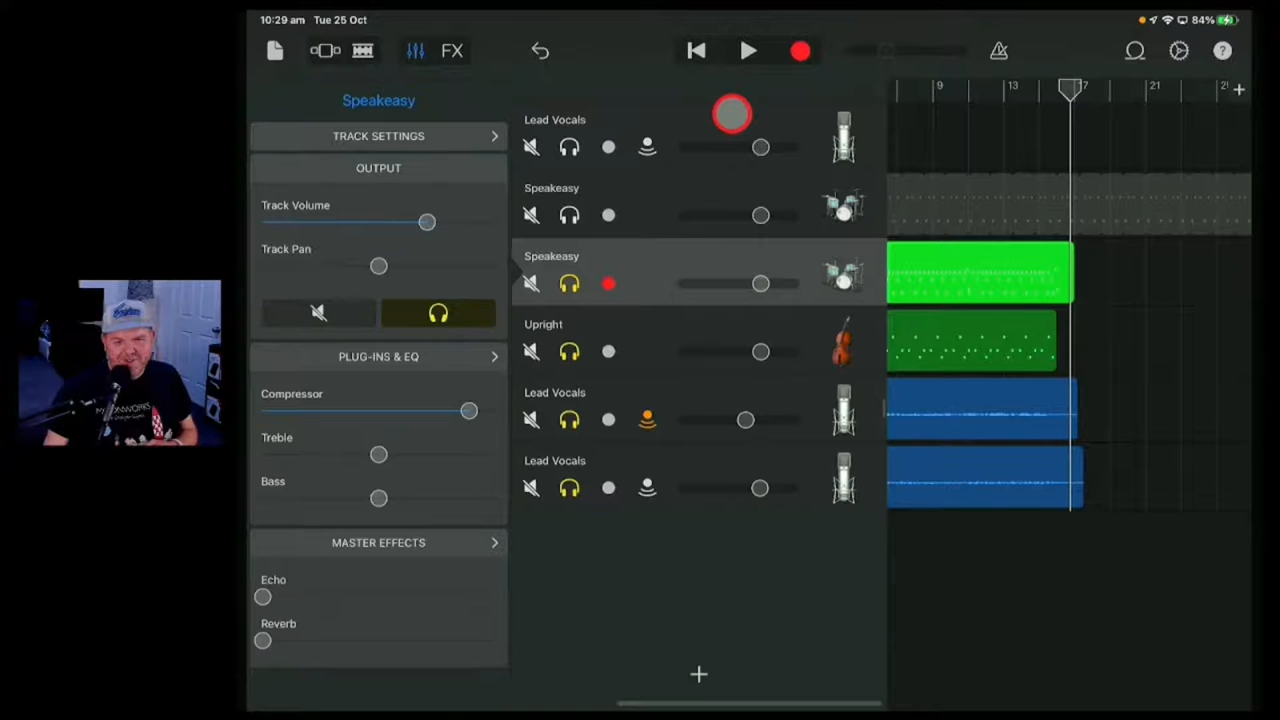 10:29 am Tue 25 Oct
84%
FX
Speakeasy
TRACK SETTINGS
OUTPUT
Track Volume
Track Pan
PLUG-INS & EQ
Compressor
Treble
Bass
MASTER EFFECTS
Echo
Reverb
Lead Vocals
Speakeasy
Speakeasy
Upright
Lead Vocals
Lead Vocals
9
13
17
21